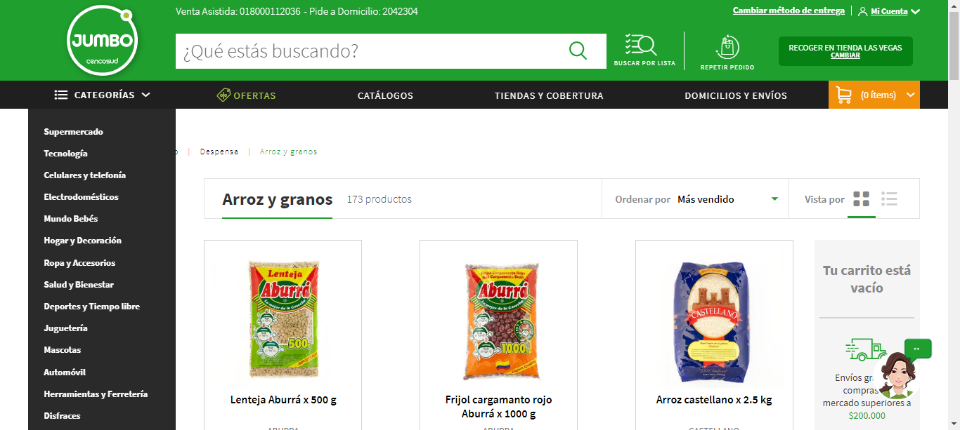 Venta Asistida: 018000112036 - Pide a Domicilio: 2042304
Cambiar método de entrega
Mi Cuenta
JUMBO
cencosud
¿Qué estás buscando?
BUSCAR POR LISTA
REPETIR PEDIDO
RECOGER EN TIENDA LAS VEGAS
CAMBIAR
CATEGORÍAS
OFERTAS
CATÁLOGOS
TIENDAS Y COBERTURA
DOMICILIOS Y ENVÍOS
(0 ítems)
Supermercado
Tecnología
Celulares y telefonía
Electrodomésticos
Mundo Bebés
Hogar y Decoración
Ropa y Accesorios
Salud y Bienestar
Deportes y Tiempo libre
Juguetería
Mascotas
Automóvil
Herramientas y Ferretería
Disfraces
o | Despensa | Arroz y granos
Arroz y granos 173 productos
Ordenar por Más vendido
Vista por
Lenteja
Aburrá
500
Aburrá
1000
CASTELLANO
Lenteja Aburrá x 500 g
ABURRA
Frijol cargamanto rojo
Aburrá x 1000 g
ABURRA
Arroz castellano x 2.5 kg
CASTELLANO
Tu carrito está
vacío
Envíos gra
compras
mercado superiores a
$200.000